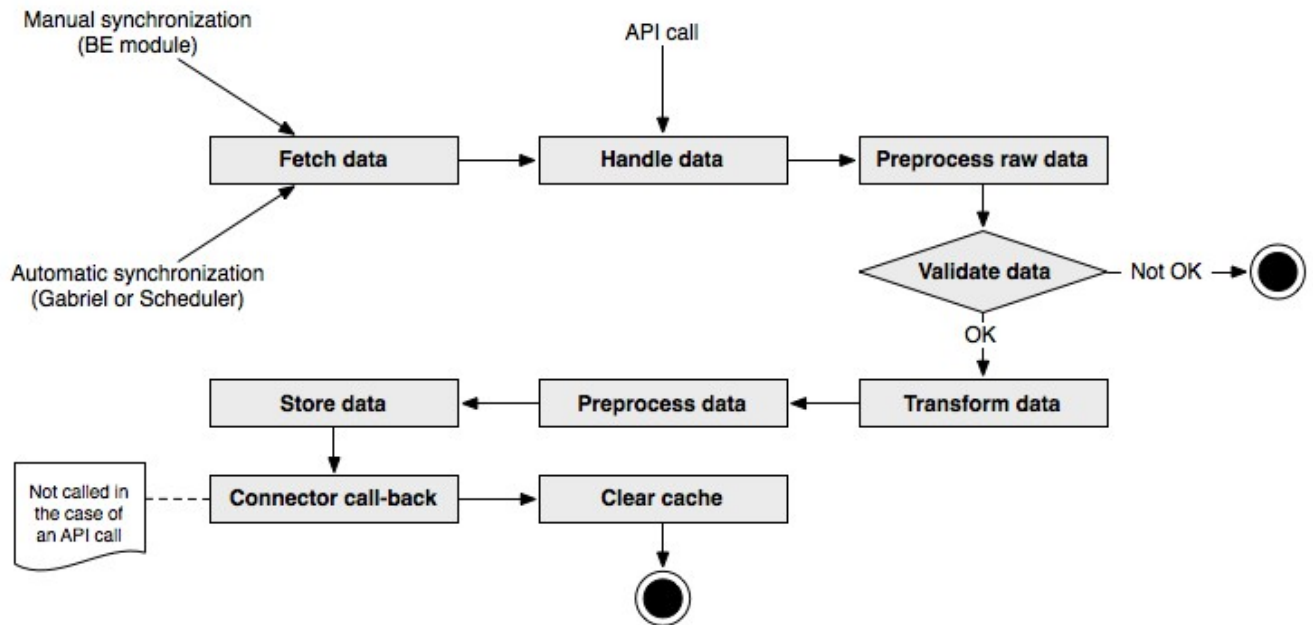 Manual synchronization
(BE module)
API call
Fetch data
Handle data
Preprocess raw data
Automatic synchronization
(Gabriel or Scheduler)
Validate data
Not OK
OK
Store data
Preprocess data
Transform data
Not called in
the case of
an API call
Connector call-back
Clear cache